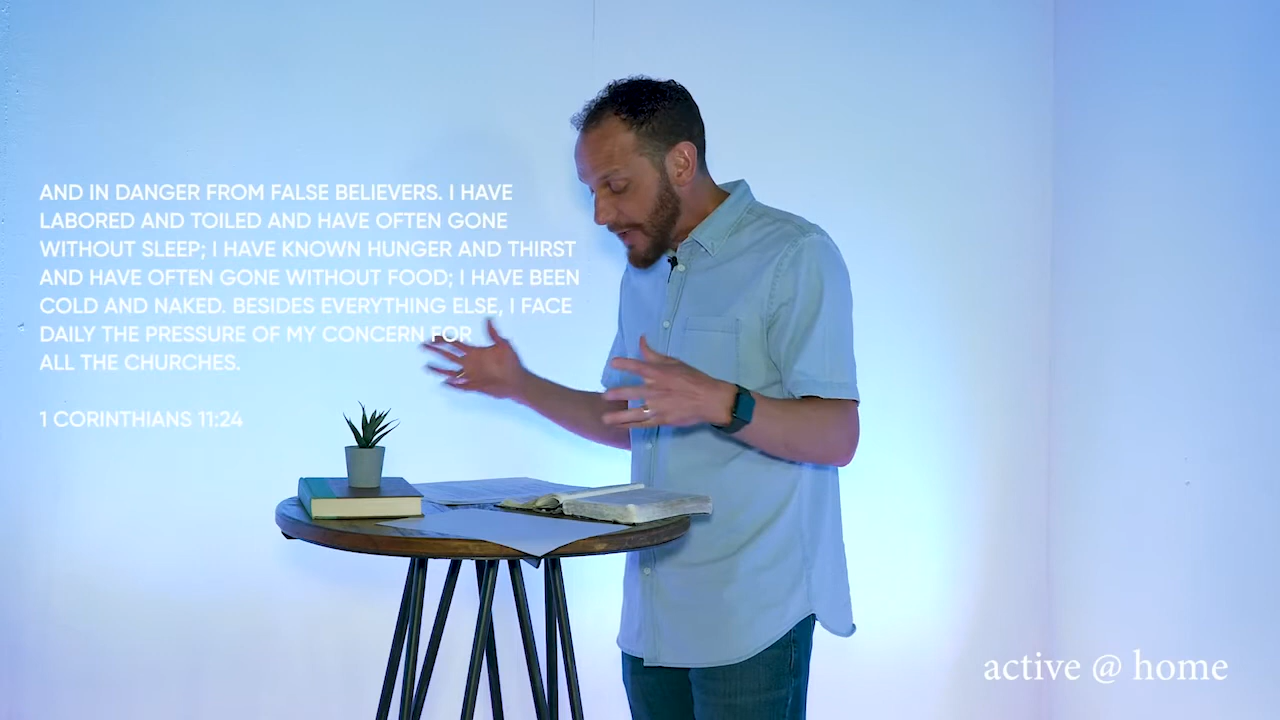 AND IN DANGER FROM FALSE BELIEVERS. I HAVE
LABORED AND TOILED AND HAVE OFTEN GONE
WITHOUT SLEEP; I HAVE KNOWN HUNGER AND THIRST
AND HAVE OFTEN GONE WITHOUT FOOD; I HAVE BEEN
COLD AND NAKED. BESIDES EVERYTHING ELSE, I FACE
DAILY THE PRESSURE OF MY CONCERN FOR
ALL THE CHURCHES.
1 CORINTHIANS 11:24
active @ home